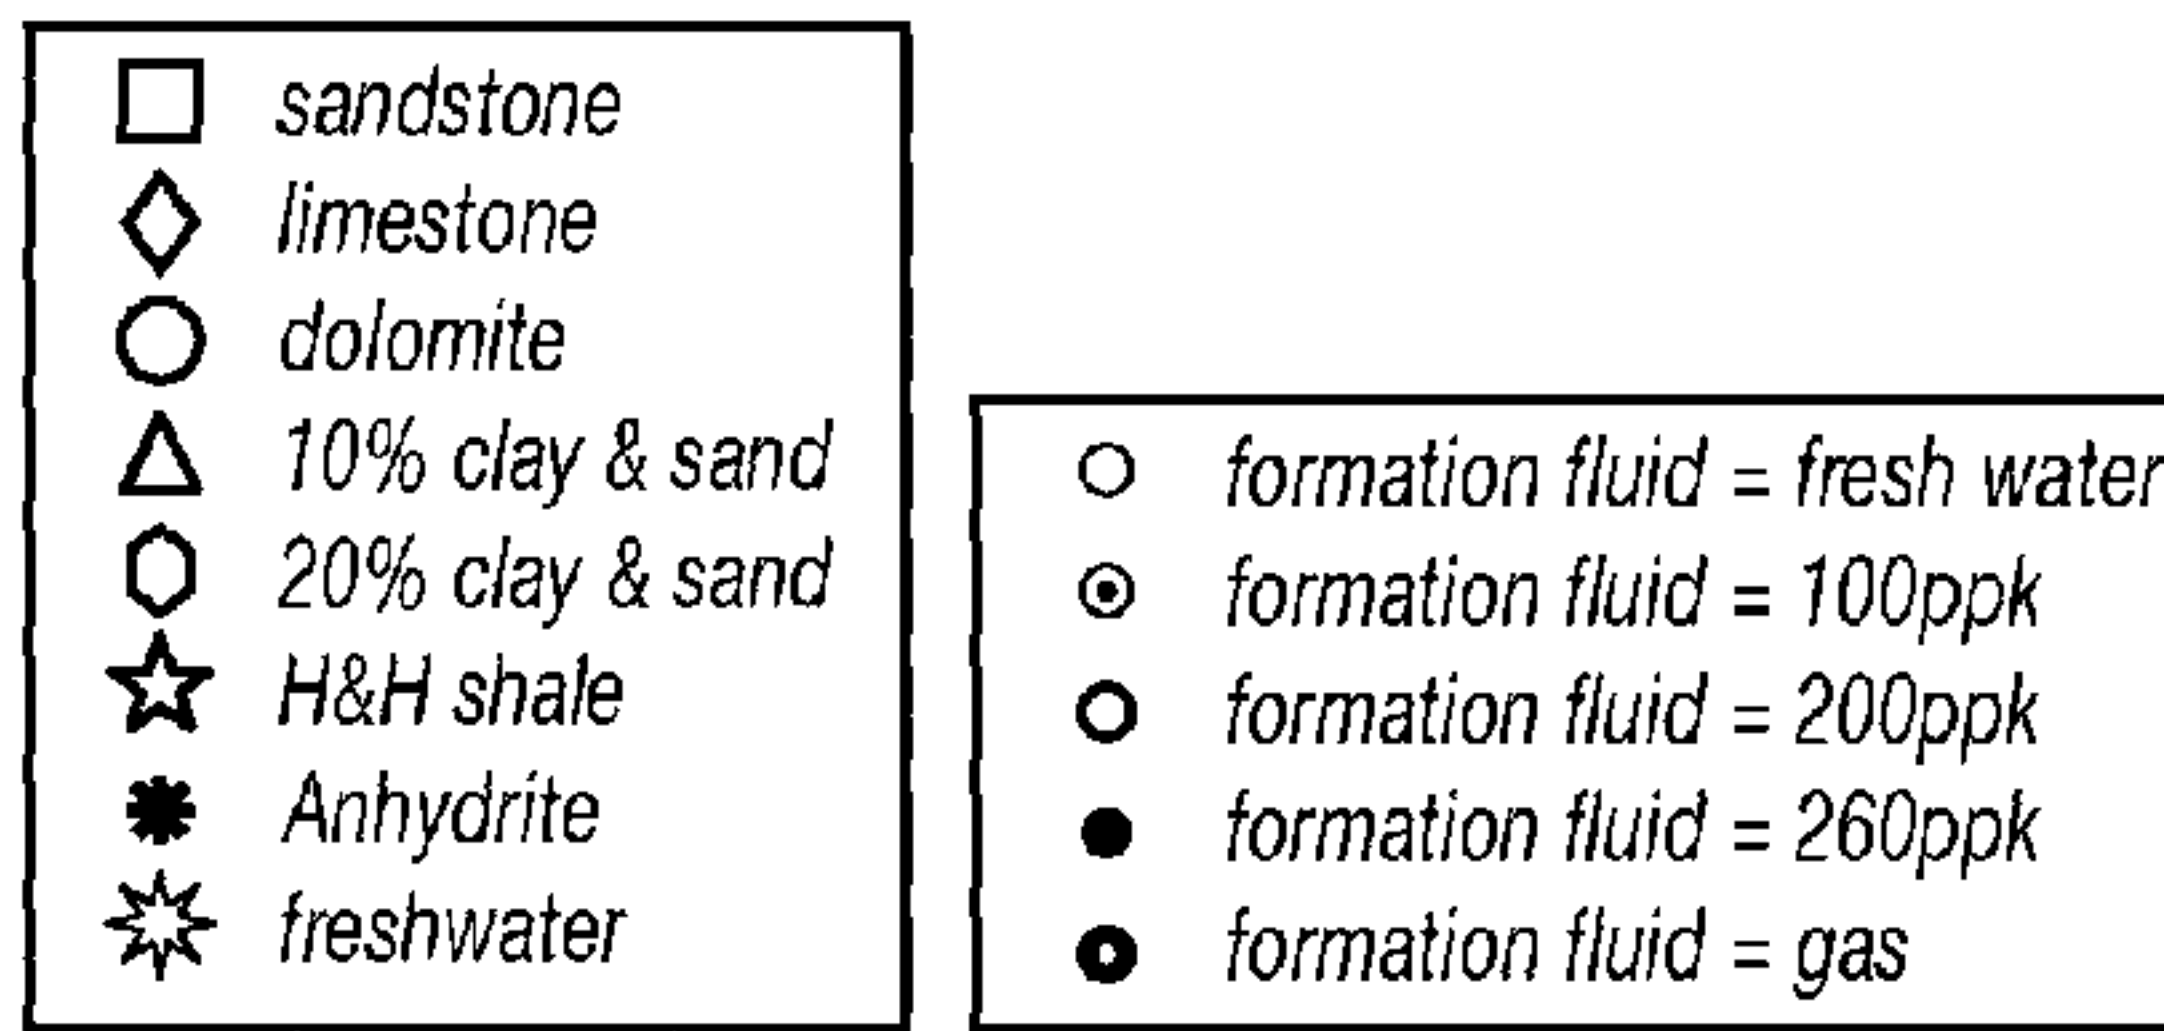 sandstone
limestone
dolomite
10% clay & sand
20% clay & sand
H&H shale
Anhydrite
freshwater
formation fluid = fresh water
formation fluid = 100ppk
formation fluid = 200ppk
formation fluid = 260ppk
formation fluid = gas